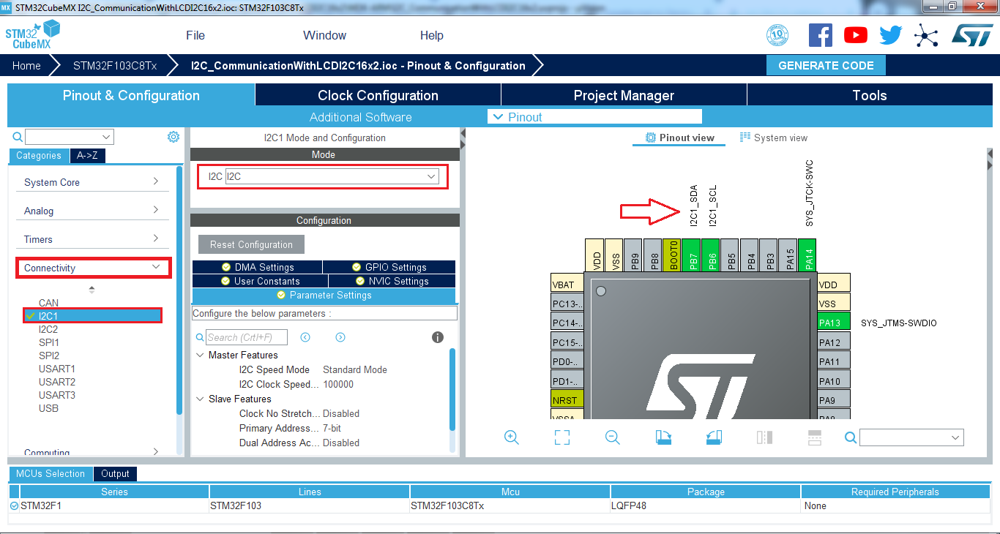 MX STM32CubeMX I2C_CommunicationWithLCDI2C16x2.ioc: STM32F103C8Tx
STM32
CubeMX
File Window Help
10
Home STM32F103C8Tx I2C_CommunicationWithLCDI2C16x2.ioc - Pinout & Configuration GENERATE CODE
Pinout & Configuration Clock Configuration Project Manager Tools
Additional Software Pinout
I2C1 Mode and Configuration
Pinout view System view
Categories A->Z
System Core
Analog
Timers
Connectivity
CAN
I2C1
I2C2
SPI1
SPI2
USART1
USART2
USART3
USB
Computing
Mode
I2C I2C
Configuration
Reset Configuration
DMA Settings GPIO Settings
User Constants NVIC Settings
Parameter Settings
Configure the below parameters :
Search (Crtl+F)
Master Features
I2C Speed Mode Standard Mode
I2C Clock Speed... 100000
Slave Features
Clock No Stretch... Disabled
Primary Address... 7-bit
Dual Address Ac... Disabled
I2C1_SDA
I2C1_SCL
SYS_JTCK-SWC
VDD
VSS
PB9
PB8
BOOT0
PB7
PB6
PB5
PB4
PB3
PA15
PA14
VBAT
PC13-..
PC14-..
PC15-..
PD0-..
PD1-..
NRST
VSSA
VDD
VSS
PA13 SYS_JTMS-SWDIO
PA12
PA11
PA10
PA9
PA8
ST
MCUs Selection Output
Series Lines Mcu Package Required Peripherals
STM32F1 STM32F103 STM32F103C8Tx LQFP48 None